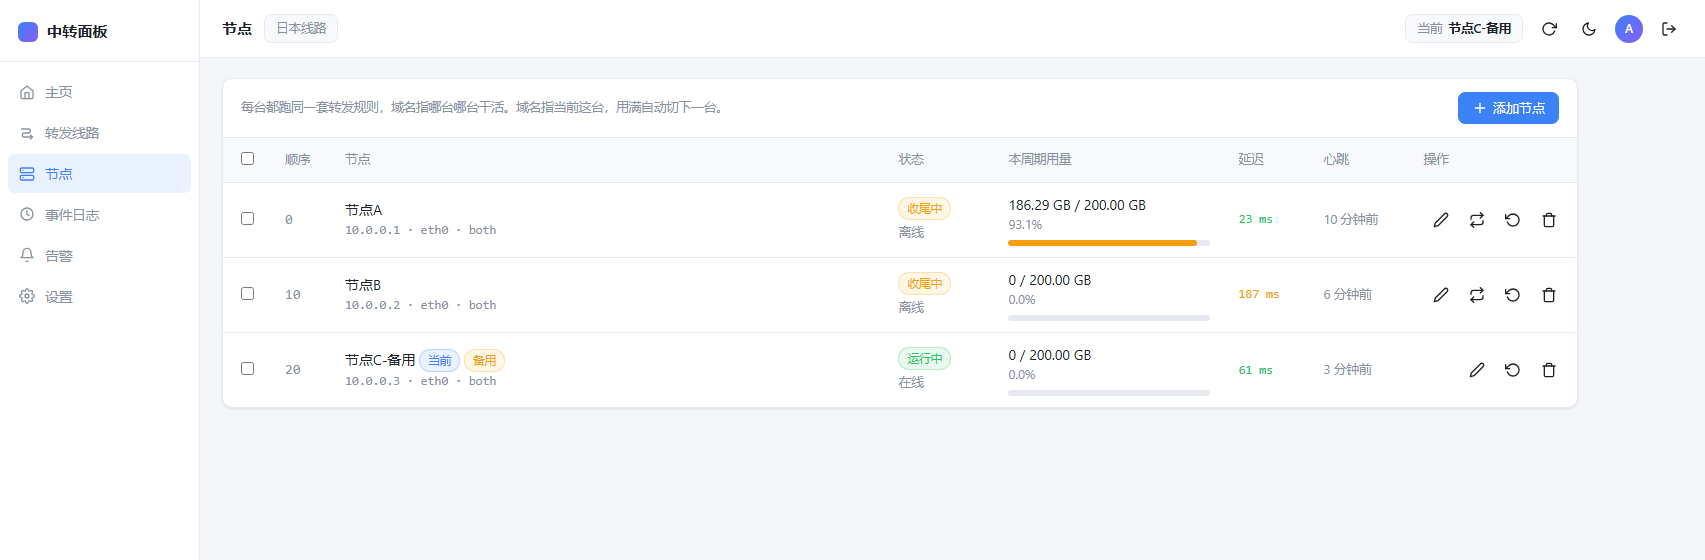 中转面板
节点 日本线路 当前 节点C-备用 A
主页
转发线路
节点
事件日志
告警
设置
每台都跑同一套转发规则，域名指哪台哪台干活。域名指当前这台，用满自动切下一台。 添加节点
顺序 节点 状态 本周期用量 延迟 心跳 操作
0 节点A 收尾中 186.29 GB / 200.00 GB 23 ms 10 分钟前
10.0.0.1 · eth0 · both 离线 93.1%
10 节点B 收尾中 0 / 200.00 GB 187 ms 6 分钟前
10.0.0.2 · eth0 · both 离线 0.0%
20 节点C-备用 当前 备用 运行中 0 / 200.00 GB 61 ms 3 分钟前
10.0.0.3 · eth0 · both 在线 0.0%